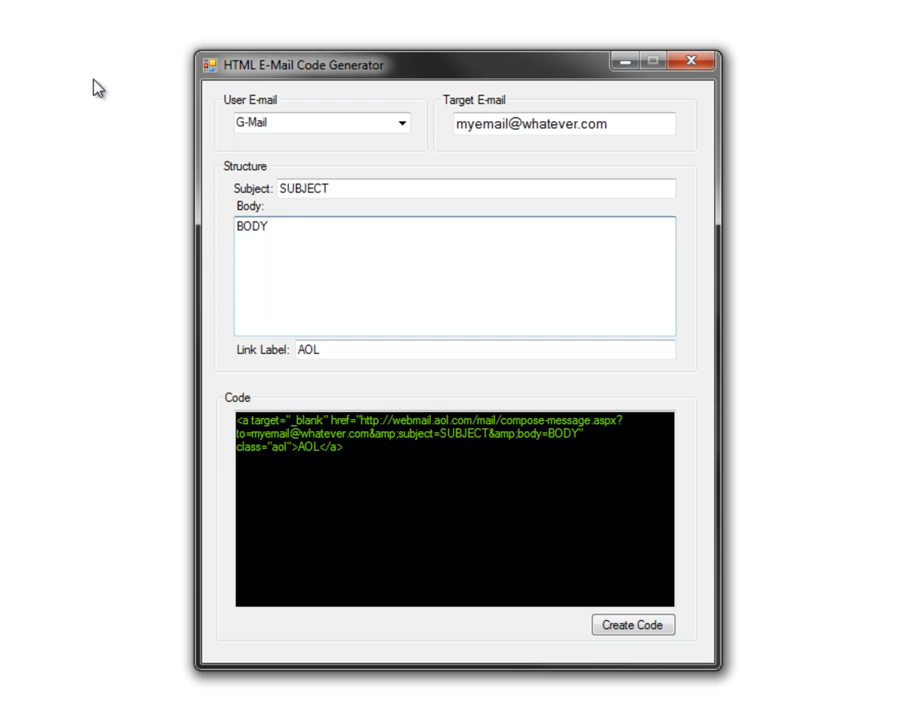 HTML E-Mail Code Generator
User E-mail
Target E-mail
G-Mail
myemail@whatever.com
Structure
Subject: SUBJECT
Body:
BODY
Link Label: AOL
Code
<a target="_blank" href="http://webmail.aol.com/mail/compose-message.aspx?
to=myemail@whatever.com&amp;subject=SUBJECT&amp;body=BODY"
class="aol">AOL</a>
Create Code